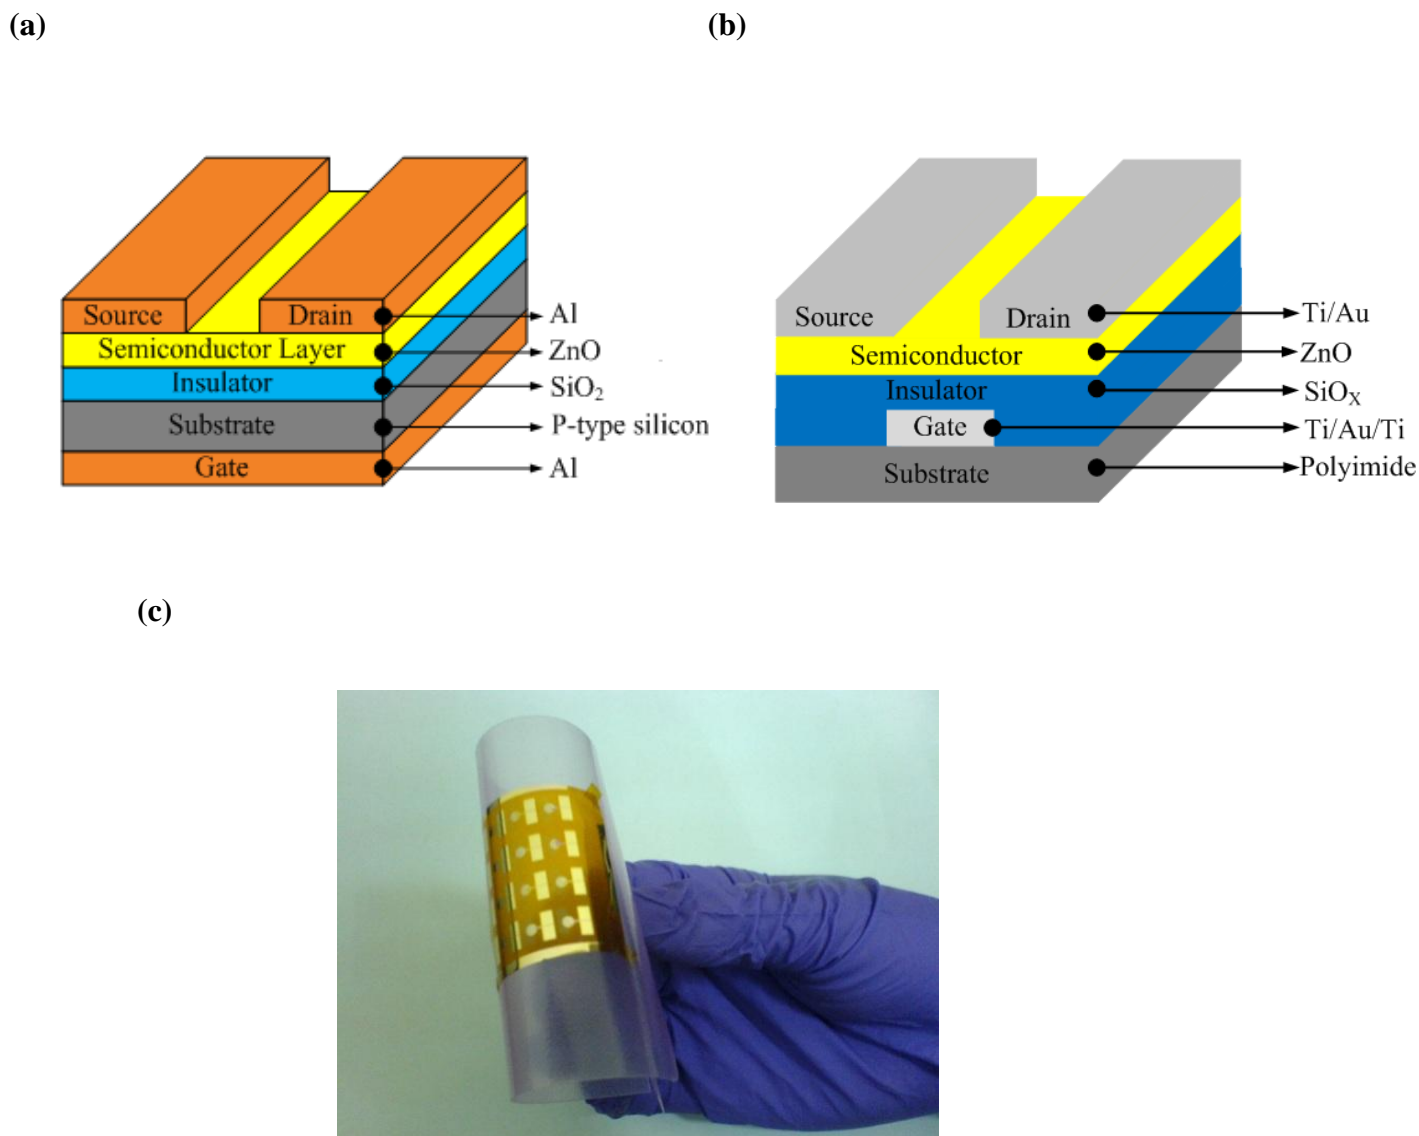 (a)
(b)
Source
Drain
Al
Semiconductor Layer
ZnO
Insulator
SiO₂
Substrate
P-type silicon
Gate
Al
Source
Drain
Ti/Au
Semiconductor
ZnO
Insulator
SiOₓ
Gate
Ti/Au/Ti
Substrate
Polyimide
(c)